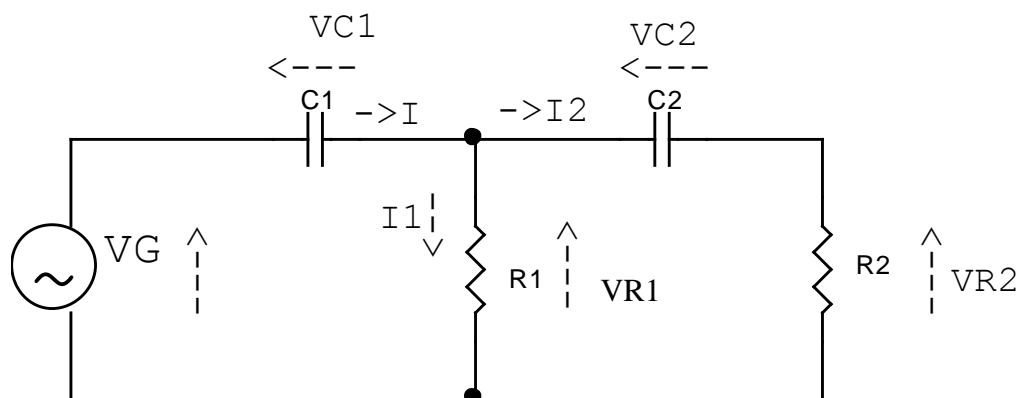 VC1
VC2
<---
<---
C1
C2
->I
->I2
I1
VG
R1
VR1
R2
VR2